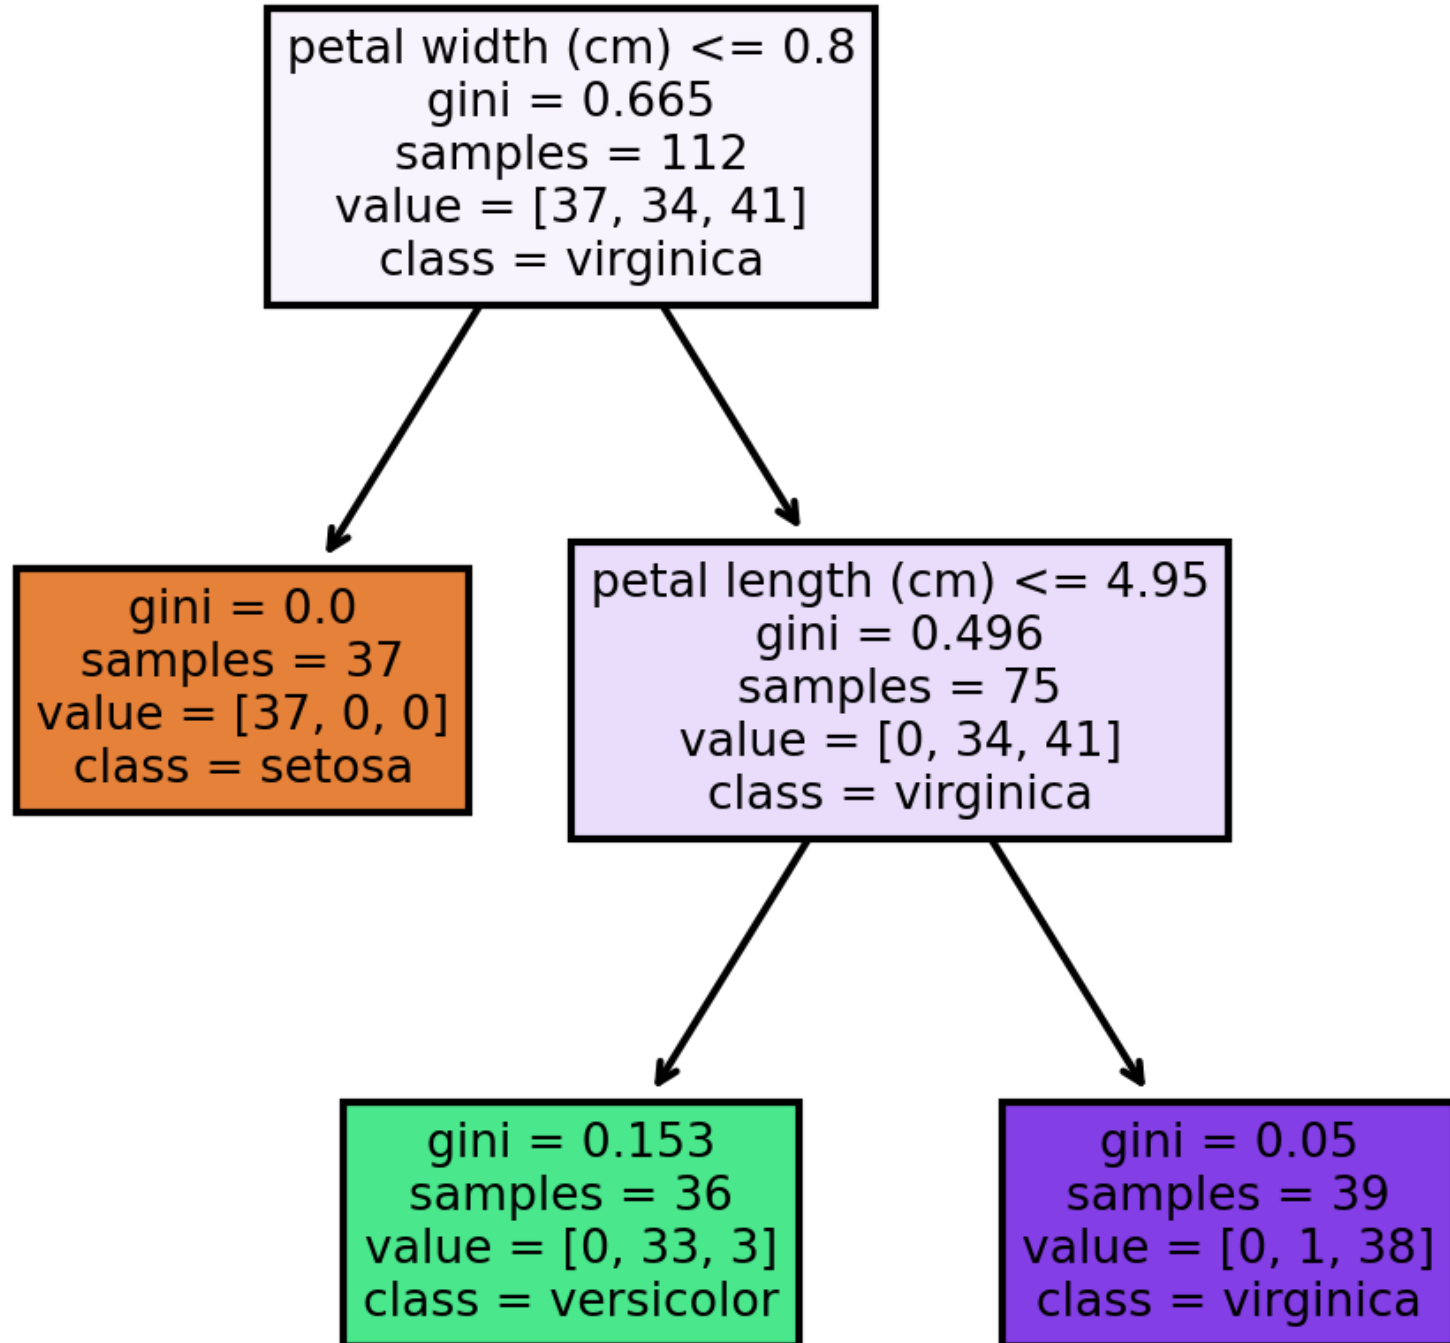 petal width (cm) <= 0.8
gini = 0.665
samples = 112
value = [37, 34, 41]
class = virginica
gini = 0.0
samples = 37
value = [37, 0, 0]
class = setosa
petal length (cm) <= 4.95
gini = 0.496
samples = 75
value = [0, 34, 41]
class = virginica
gini = 0.153
samples = 36
value = [0, 33, 3]
class = versicolor
gini = 0.05
samples = 39
value = [0, 1, 38]
class = virginica